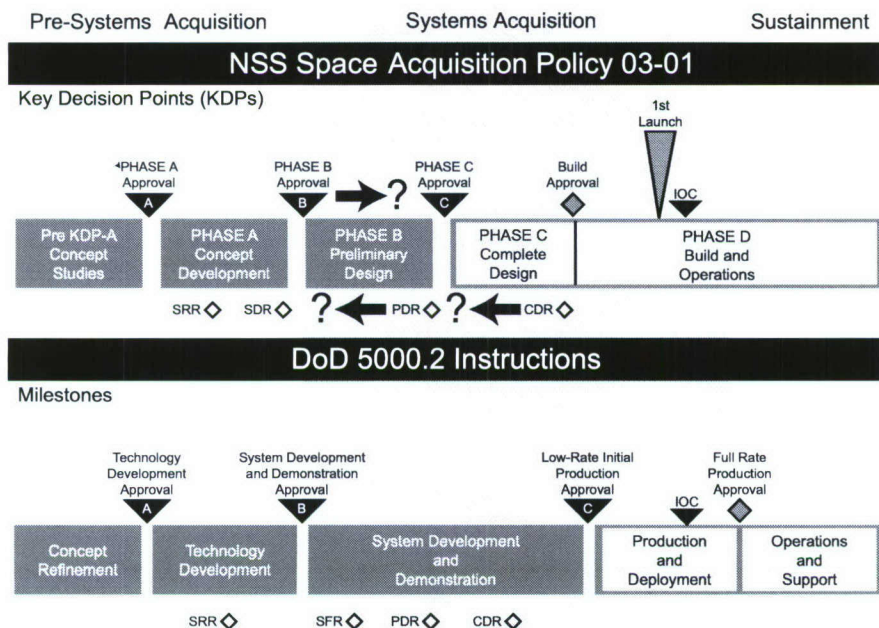 Pre-Systems Acquisition Systems Acquisition Sustainment
NSS Space Acquisition Policy 03-01
Key Decision Points (KDPs)
1st
Launch
PHASE A
Approval
A
PHASE B
Approval
B
?
PHASE C
Approval
C
Build
Approval
IOC
Pre KDP-A
Concept
Studies
PHASE A
Concept
Development
PHASE B
Preliminary
Design
PHASE C
Complete
Design
PHASE D
Build and
Operations
SRR SDR ? PDR ? CDR
DoD 5000.2 Instructions
Milestones
Technology
Development
Approval
A
System Development
and Demonstration
Approval
B
Low-Rate Initial
Production
Approval
C
IOC
Full Rate
Production
Approval
Concept
Refinement
Technology
Development
System Development
and
Demonstration
Production
and
Deployment
Operations
and
Support
SRR SFR PDR CDR